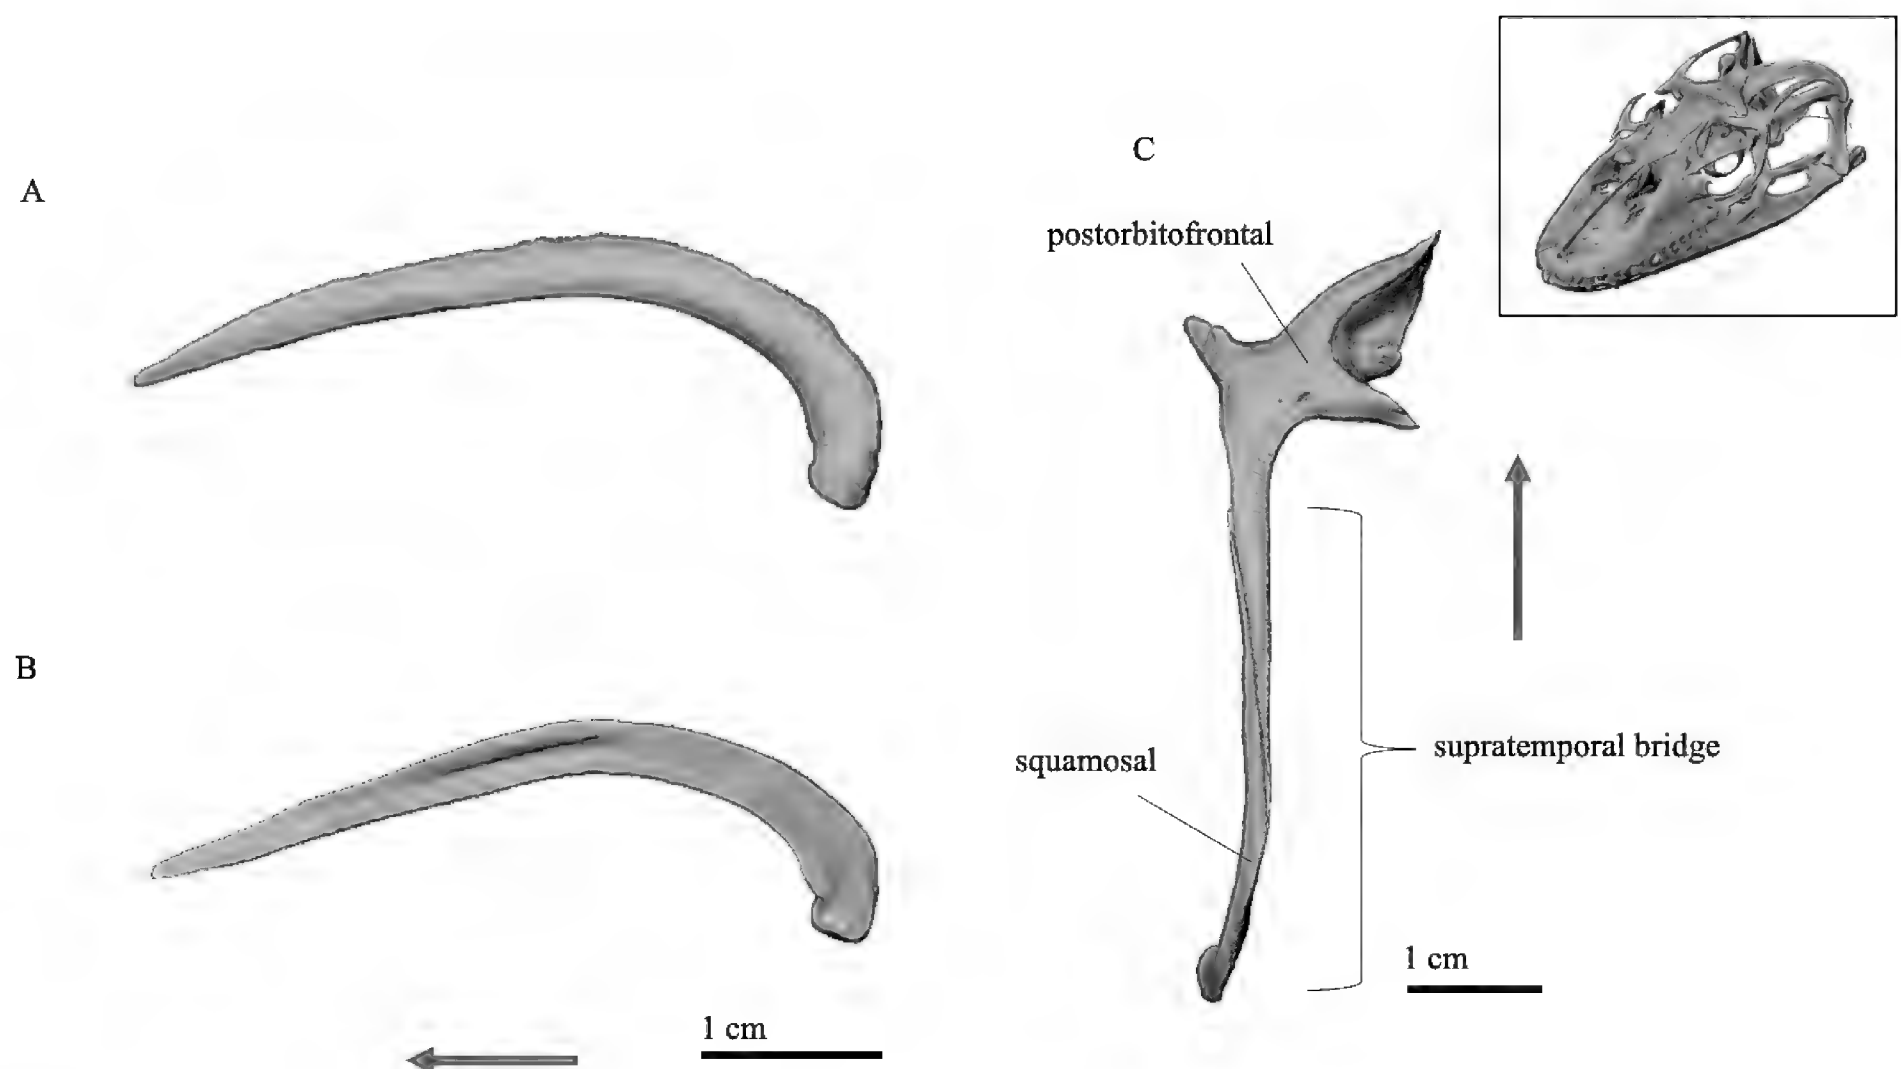 A
B
1 cm
C
postorbitofrontal
squamosal
supratemporal bridge
1 cm